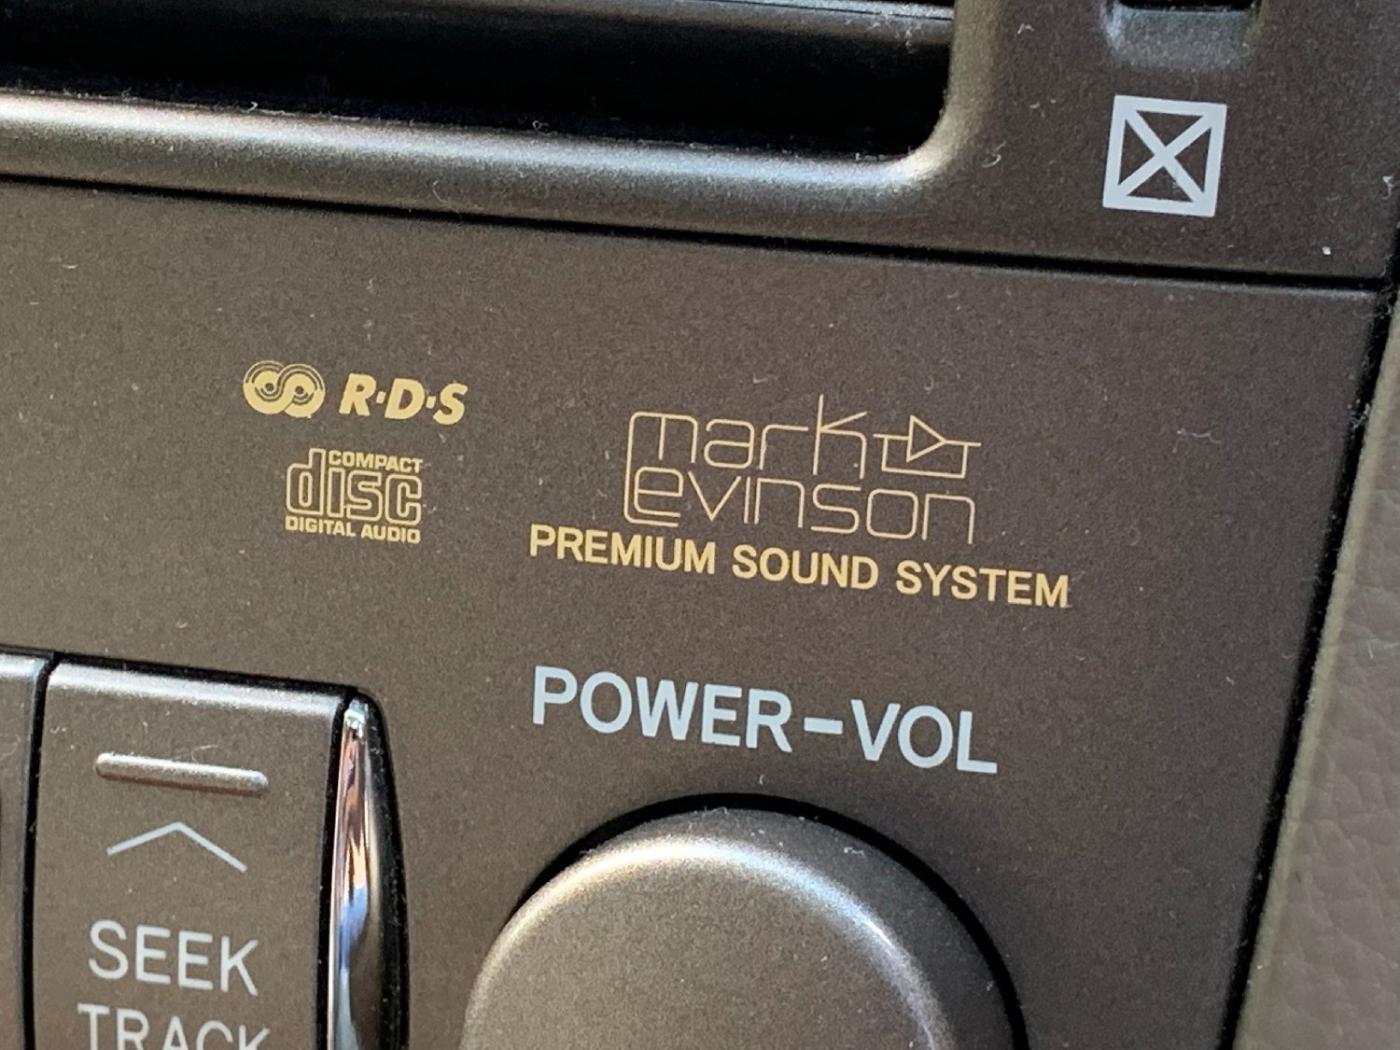 R·D·S
COMPACT
disc
DIGITAL AUDIO
mark
levinson
PREMIUM SOUND SYSTEM
POWER-VOL
SEEK
TRACK